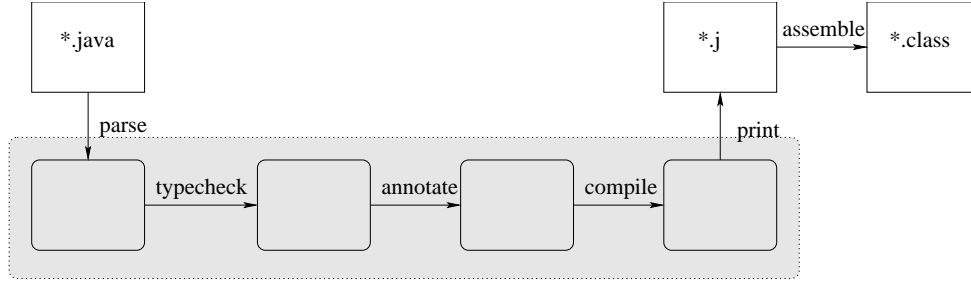 *.java
*.j
assemble
*.class
parse
print
typecheck
annotate
compile